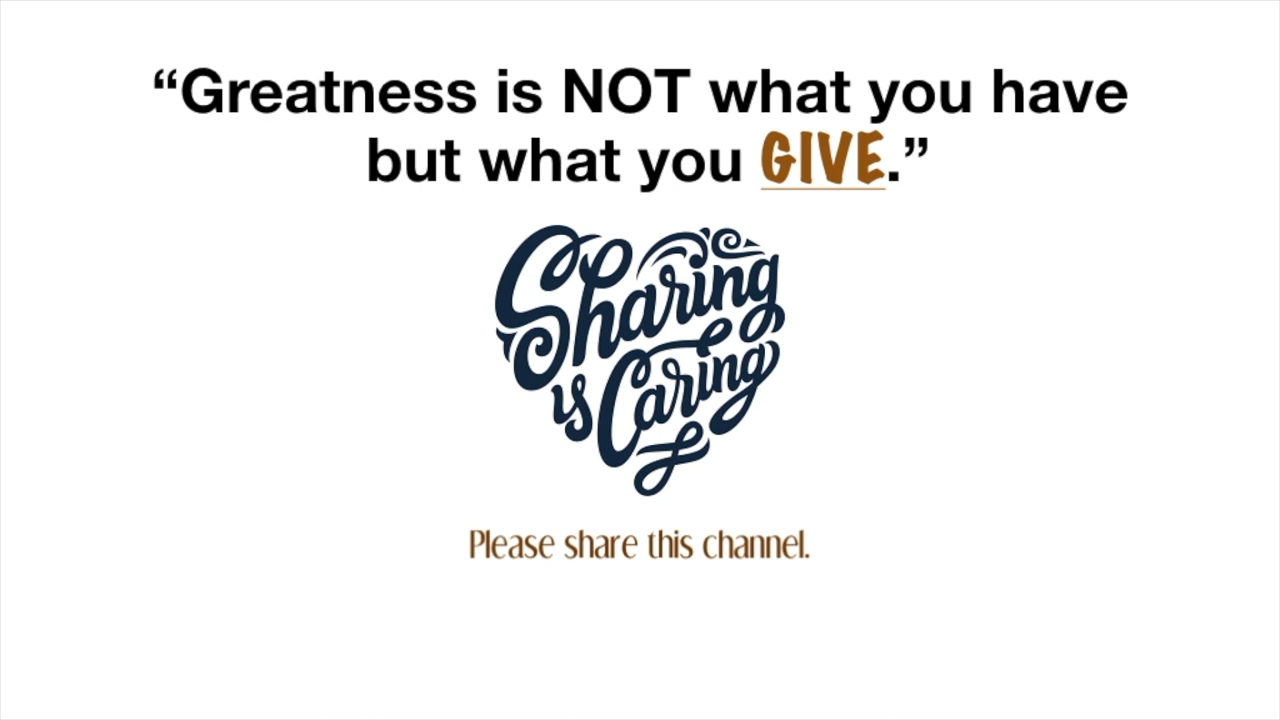 “Greatness is NOT what you have
but what you GIVE.”
Sharing
is Caring
Please share this channel.